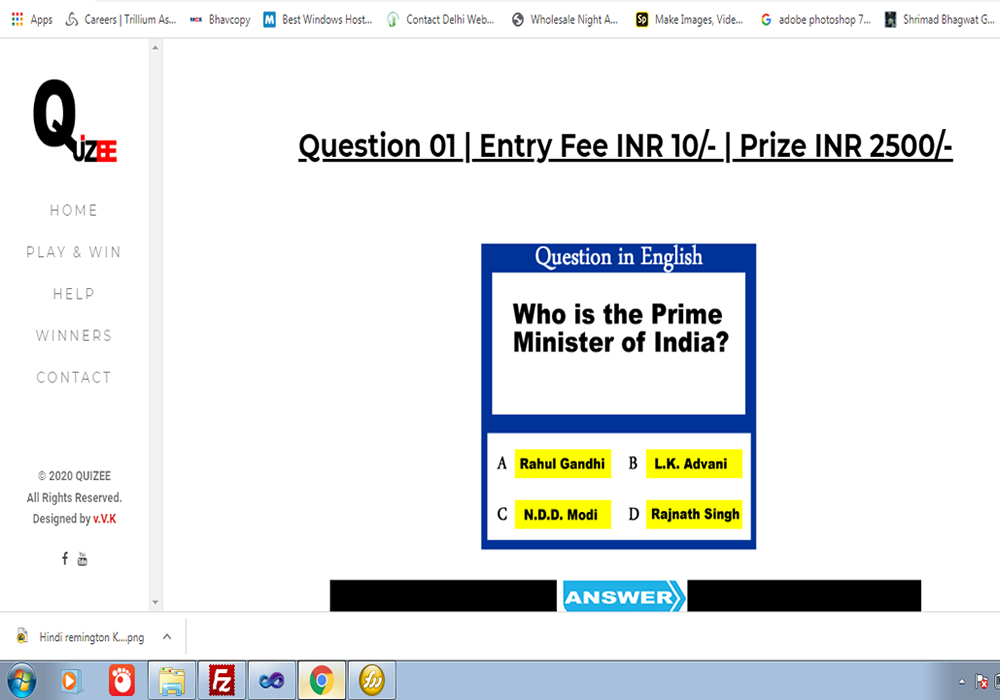 Apps
Careers | Trillium As...
MCX Bhavcopy
M Best Windows Host...
Contact Delhi Web...
Wholesale Night A...
Sp Make Images, Vide...
G adobe photoshop 7...
Shrimad Bhagwat G...
QUIZEE
HOME
PLAY & WIN
HELP
WINNERS
CONTACT
© 2020 QUIZEE
All Rights Reserved.
Designed by v.V.K
Question 01 | Entry Fee INR 10/- | Prize INR 2500/-
Question in English
Who is the Prime
Minister of India?
A Rahul Gandhi B L.K. Advani
C N.D.D. Modi D Rajnath Singh
ANSWER
Hindi remington K....png
Fz